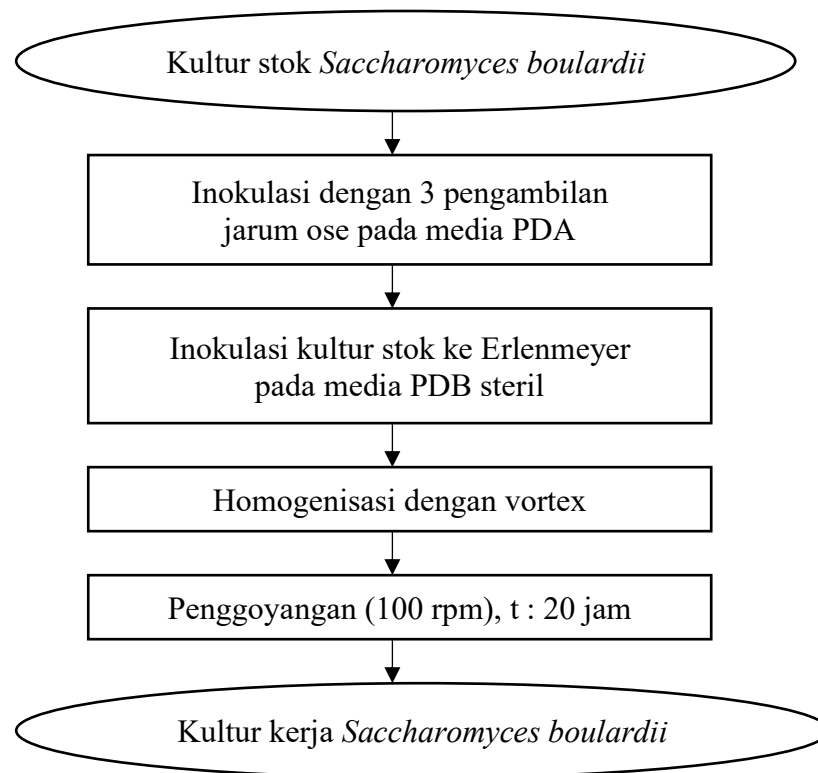 Kultur stok Saccharomyces boulardii
Inokulasi dengan 3 pengambilan
jarum ose pada media PDA
Inokulasi kultur stok ke Erlenmeyer
pada media PDB steril
Homogenisasi dengan vortex
Penggoyangan (100 rpm), t : 20 jam
Kultur kerja Saccharomyces boulardii